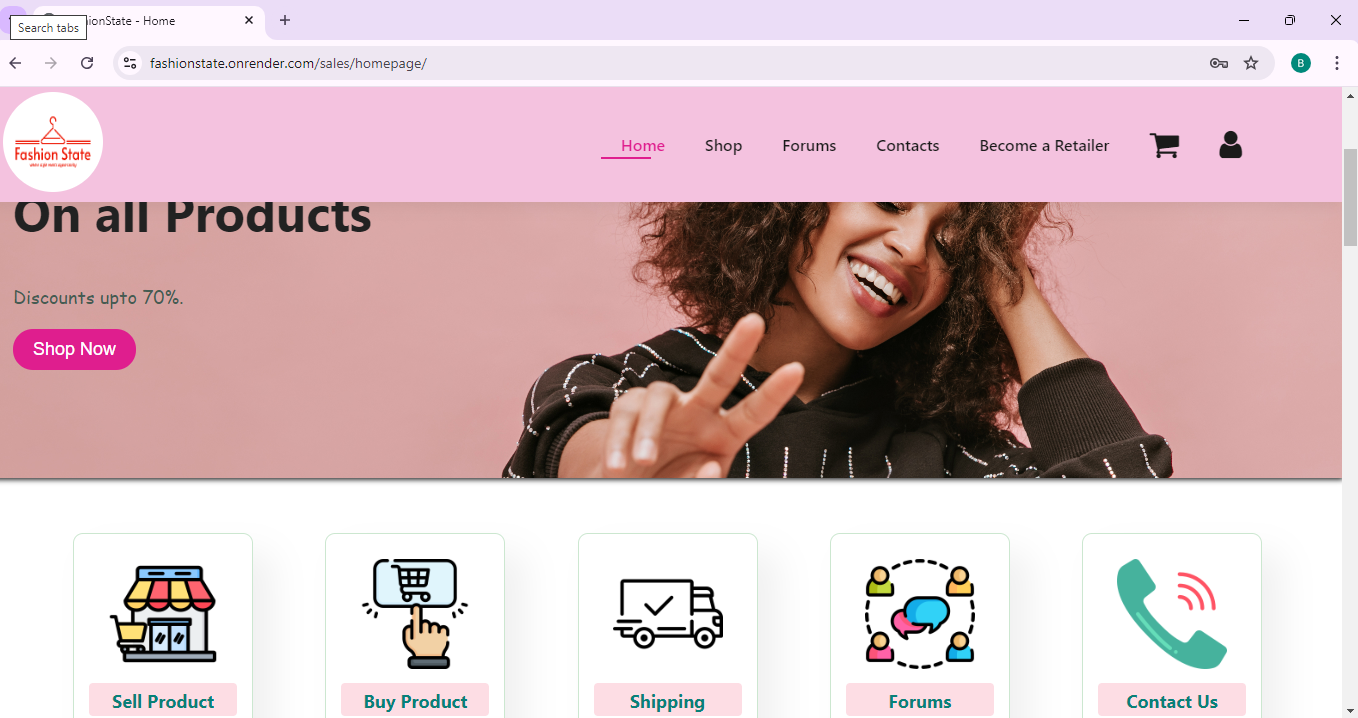 Search tabs
ionState - Home
fashionstate.onrender.com/sales/homepage/
B
Fashion State
Home
Shop
Forums
Contacts
Become a Retailer
On all Products
Discounts upto 70%.
Shop Now
Sell Product
Buy Product
Shipping
Forums
Contact Us